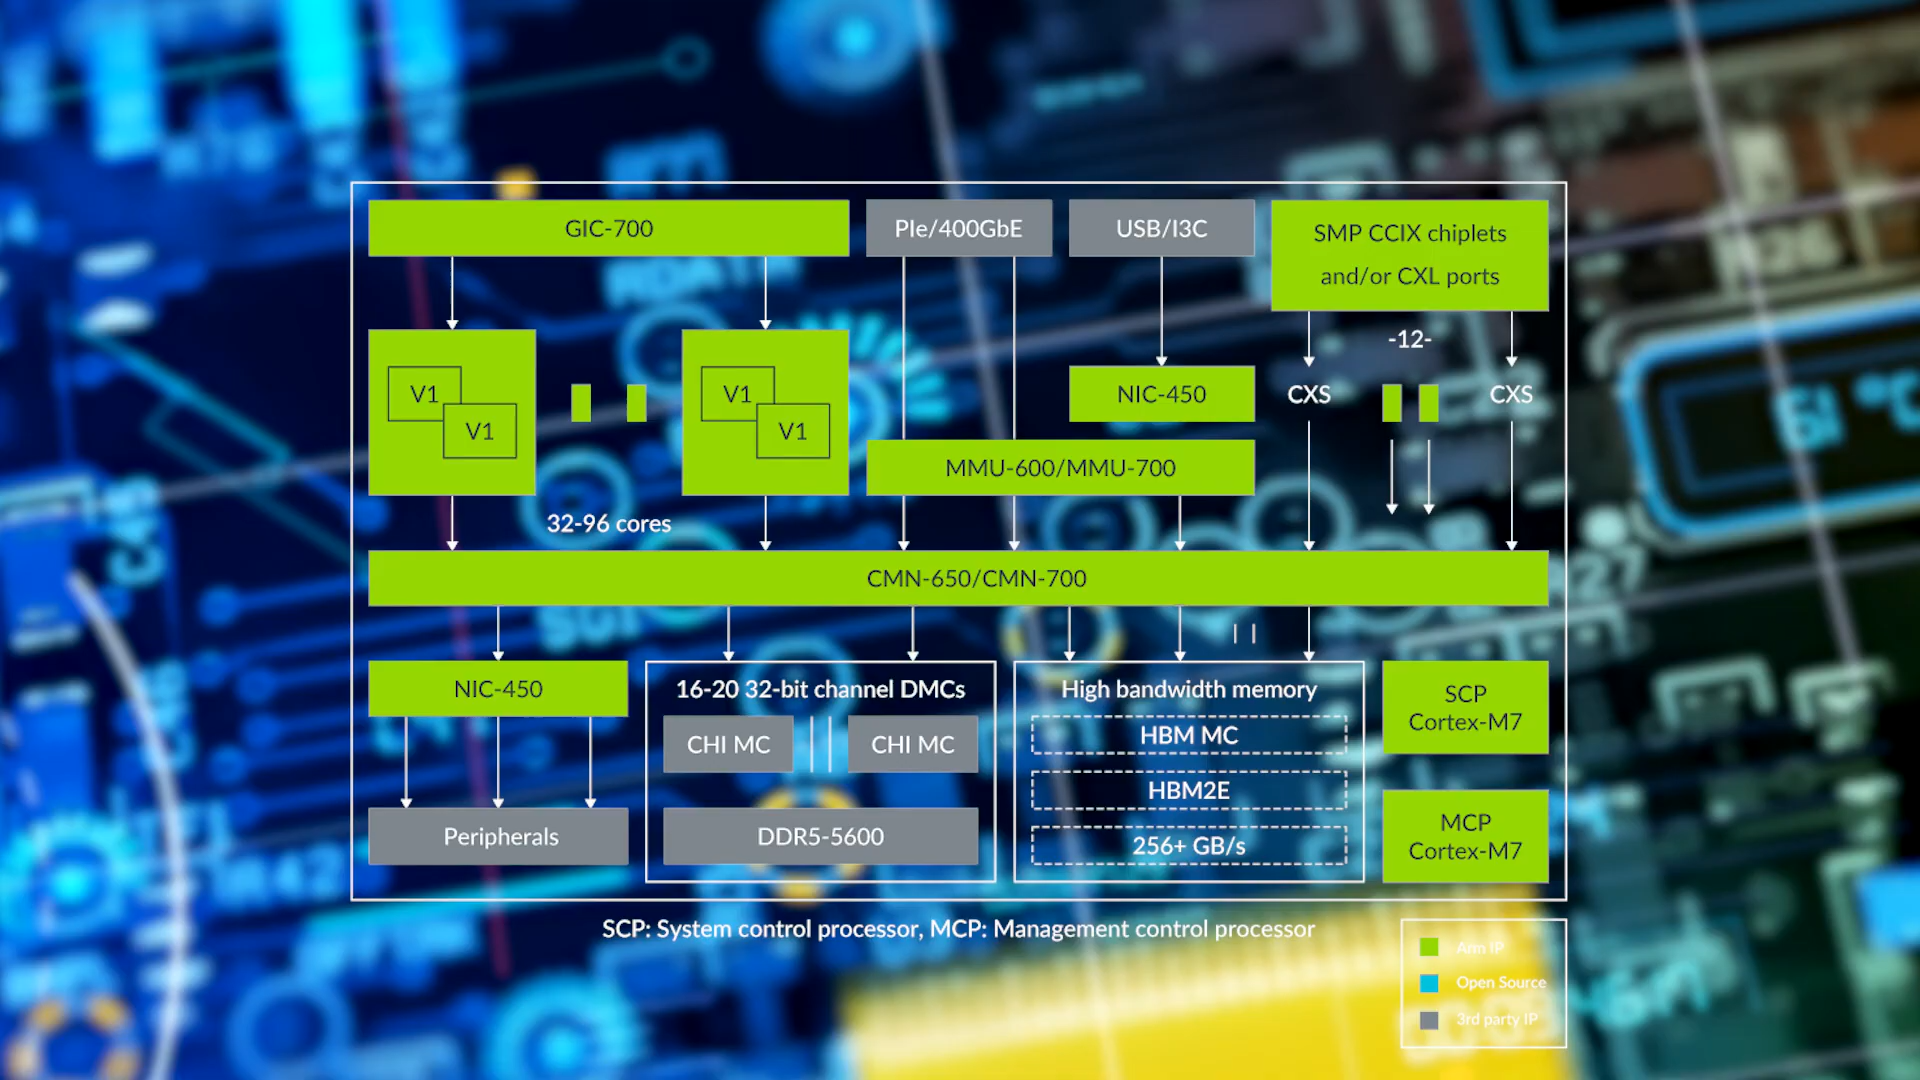 GIC-700
PIe/400GbE
USB/I3C
SMP CCIX chiplets
and/or CXL ports
-12-
V1
V1
V1
V1
NIC-450
CXS
CXS
MMU-600/MMU-700
32-96 cores
CMN-650/CMN-700
NIC-450
16-20 32-bit channel DMCs
High bandwidth memory
SCP
Cortex-M7
CHI MC
CHI MC
HBM MC
HBM2E
Peripherals
DDR5-5600
256+ GB/s
MCP
Cortex-M7
SCP: System control processor, MCP: Management control processor
Arm IP
Open Source
3rd party IP